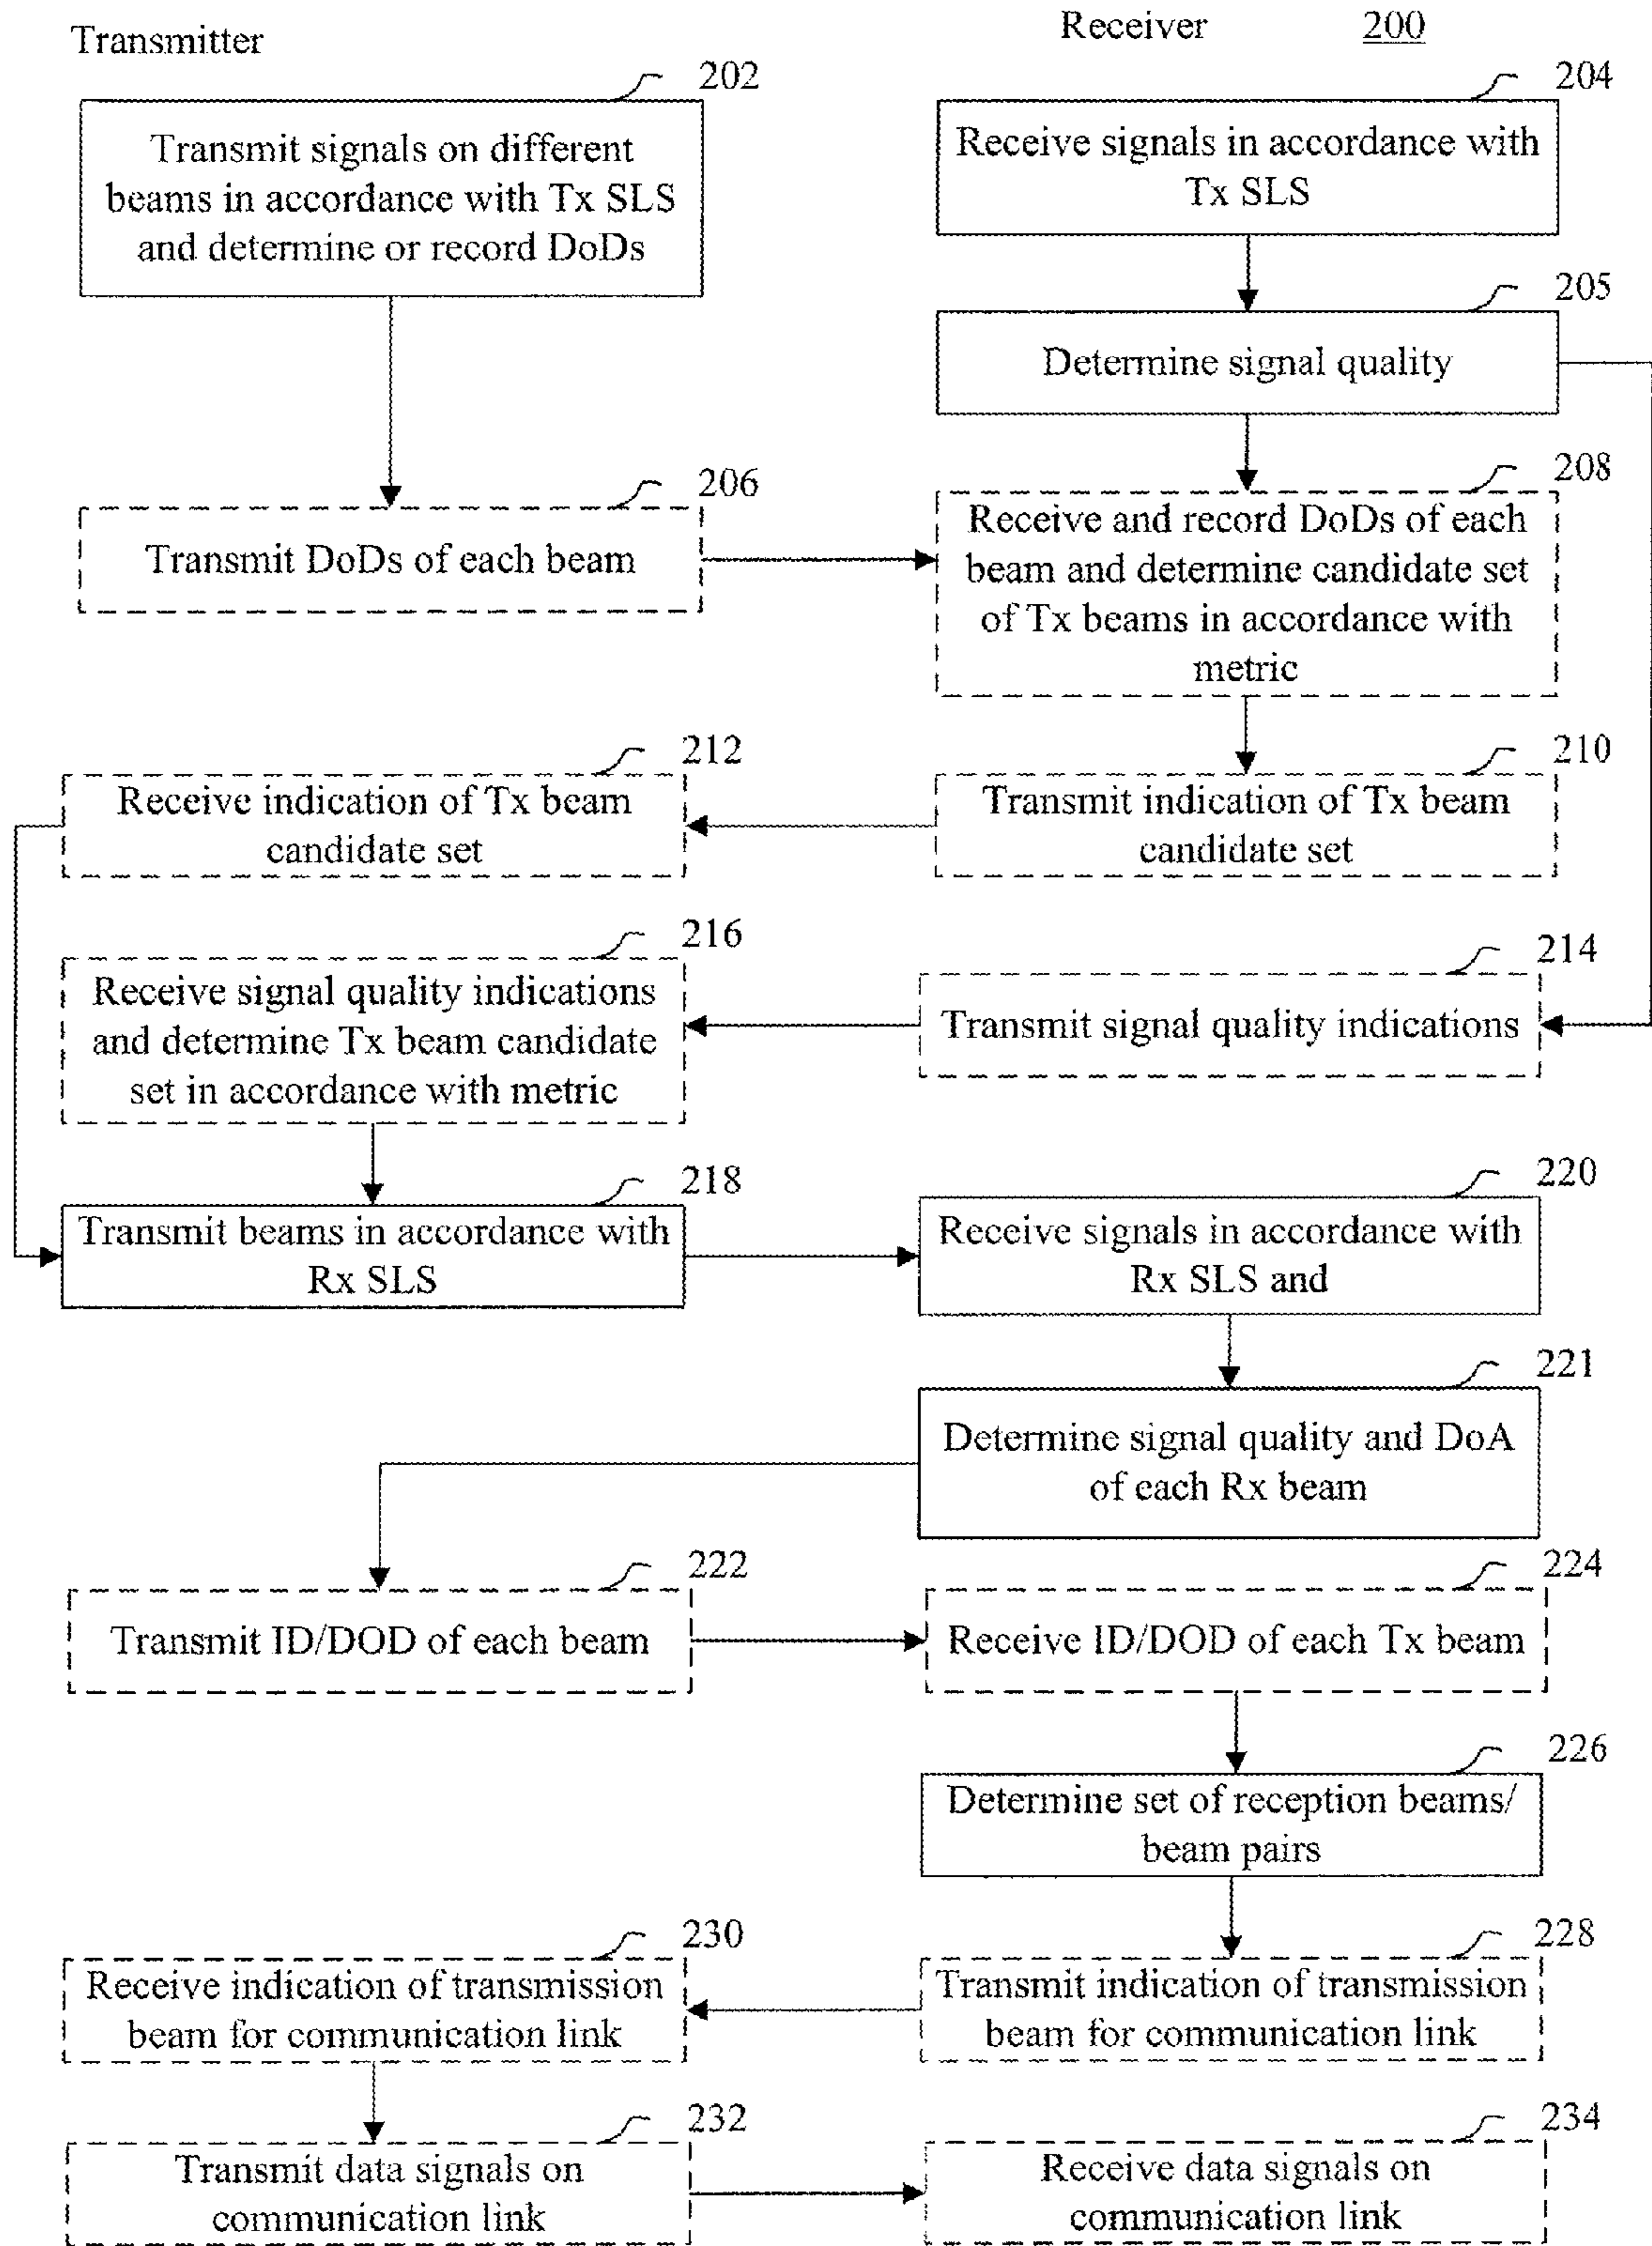 Transmitter
Receiver
200
202
Transmit signals on different
beams in accordance with Tx SLS
and determine or record DoDs
204
Receive signals in accordance with
Tx SLS
205
Determine signal quality
206
Transmit DoDs of each beam
208
Receive and record DoDs of each
beam and determine candidate set
of Tx beams in accordance with
metric
212
Receive indication of Tx beam
candidate set
210
Transmit indication of Tx beam
candidate set
216
Receive signal quality indications
and determine Tx beam candidate
set in accordance with metric
214
Transmit signal quality indications
218
Transmit beams in accordance with
Rx SLS
220
Receive signals in accordance with
Rx SLS and
221
Determine signal quality and DoA
of each Rx beam
222
Transmit ID/DOD of each beam
224
Receive ID/DOD of each Tx beam
226
Determine set of reception beams/
beam pairs
230
Receive indication of transmission
beam for communication link
228
Transmit indication of transmission
beam for communication link
232
Transmit data signals on
communication link
234
Receive data signals on
communication link